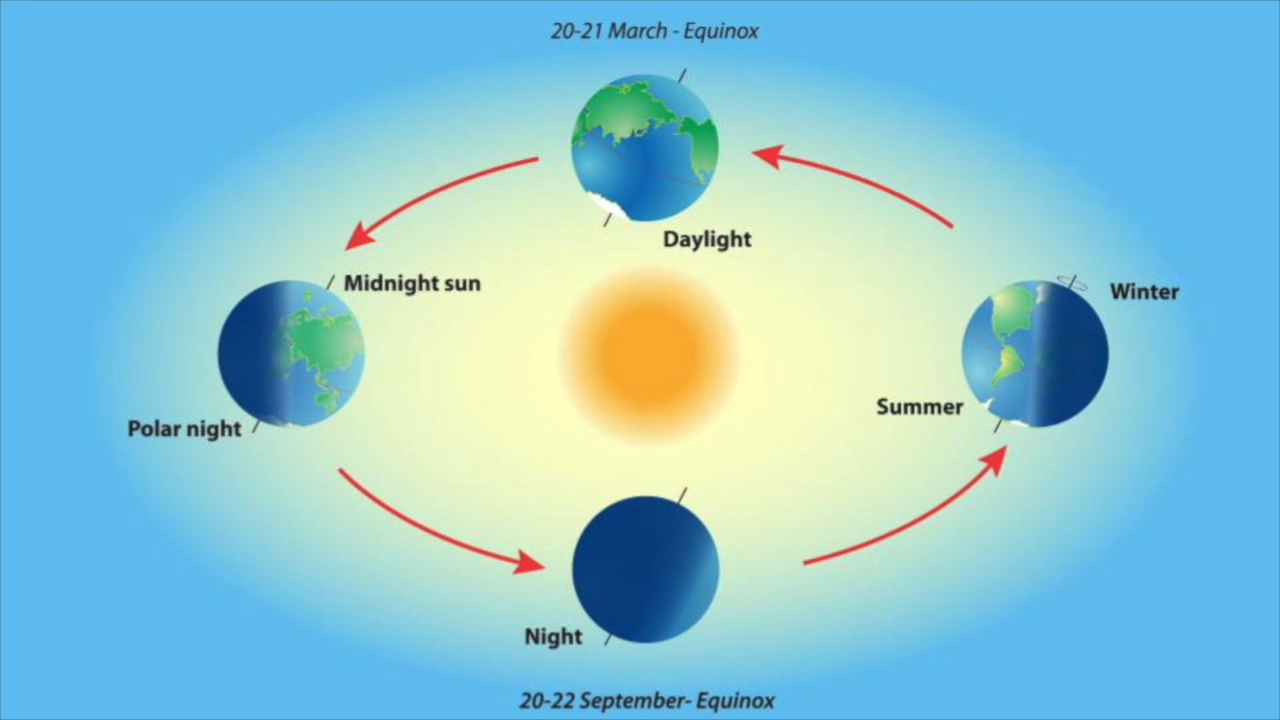 20-21 March - Equinox
Daylight
Midnight sun
Winter
Summer
Polar night
Night
20-22 September- Equinox